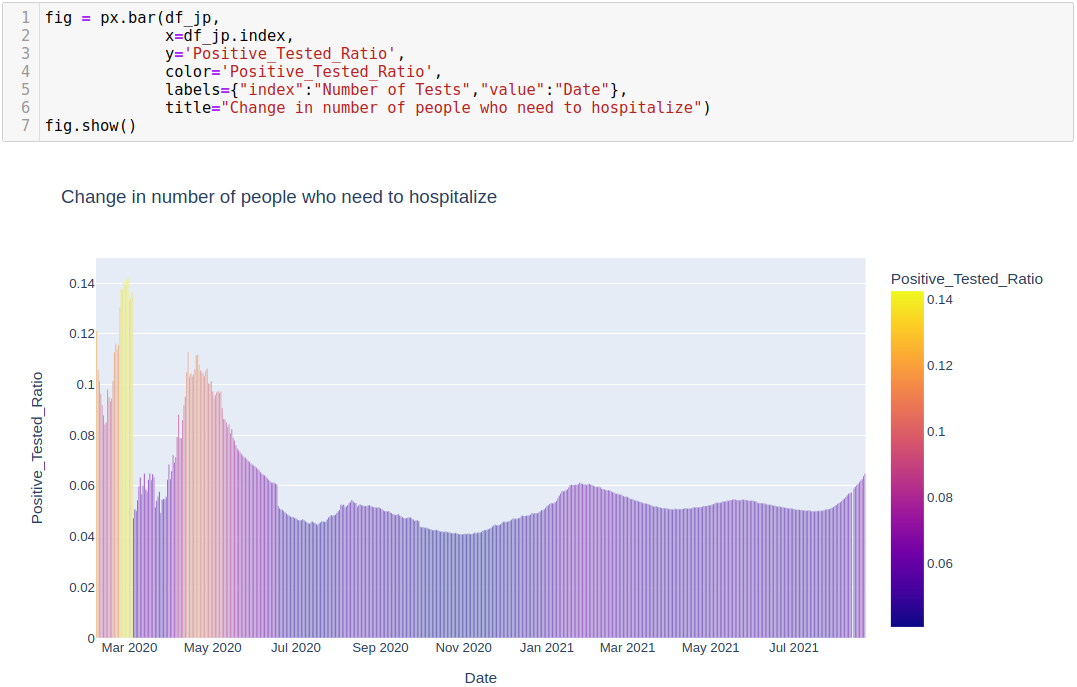 1 fig = px.bar(df_jp,
2 x=df_jp.index,
3 y='Positive_Tested_Ratio',
4 color='Positive_Tested_Ratio',
5 labels={"index":"Number of Tests","value":"Date"},
6 title="Change in number of people who need to hospitalize")
7 fig.show()
Change in number of people who need to hospitalize
Positive_Tested_Ratio
0.14
0.12
0.1
0.08
0.06
0.04
0.02
0
Positive_Tested_Ratio
0.14
0.12
0.1
0.08
0.06
Mar 2020 May 2020 Jul 2020 Sep 2020 Nov 2020 Jan 2021 Mar 2021 May 2021 Jul 2021
Date